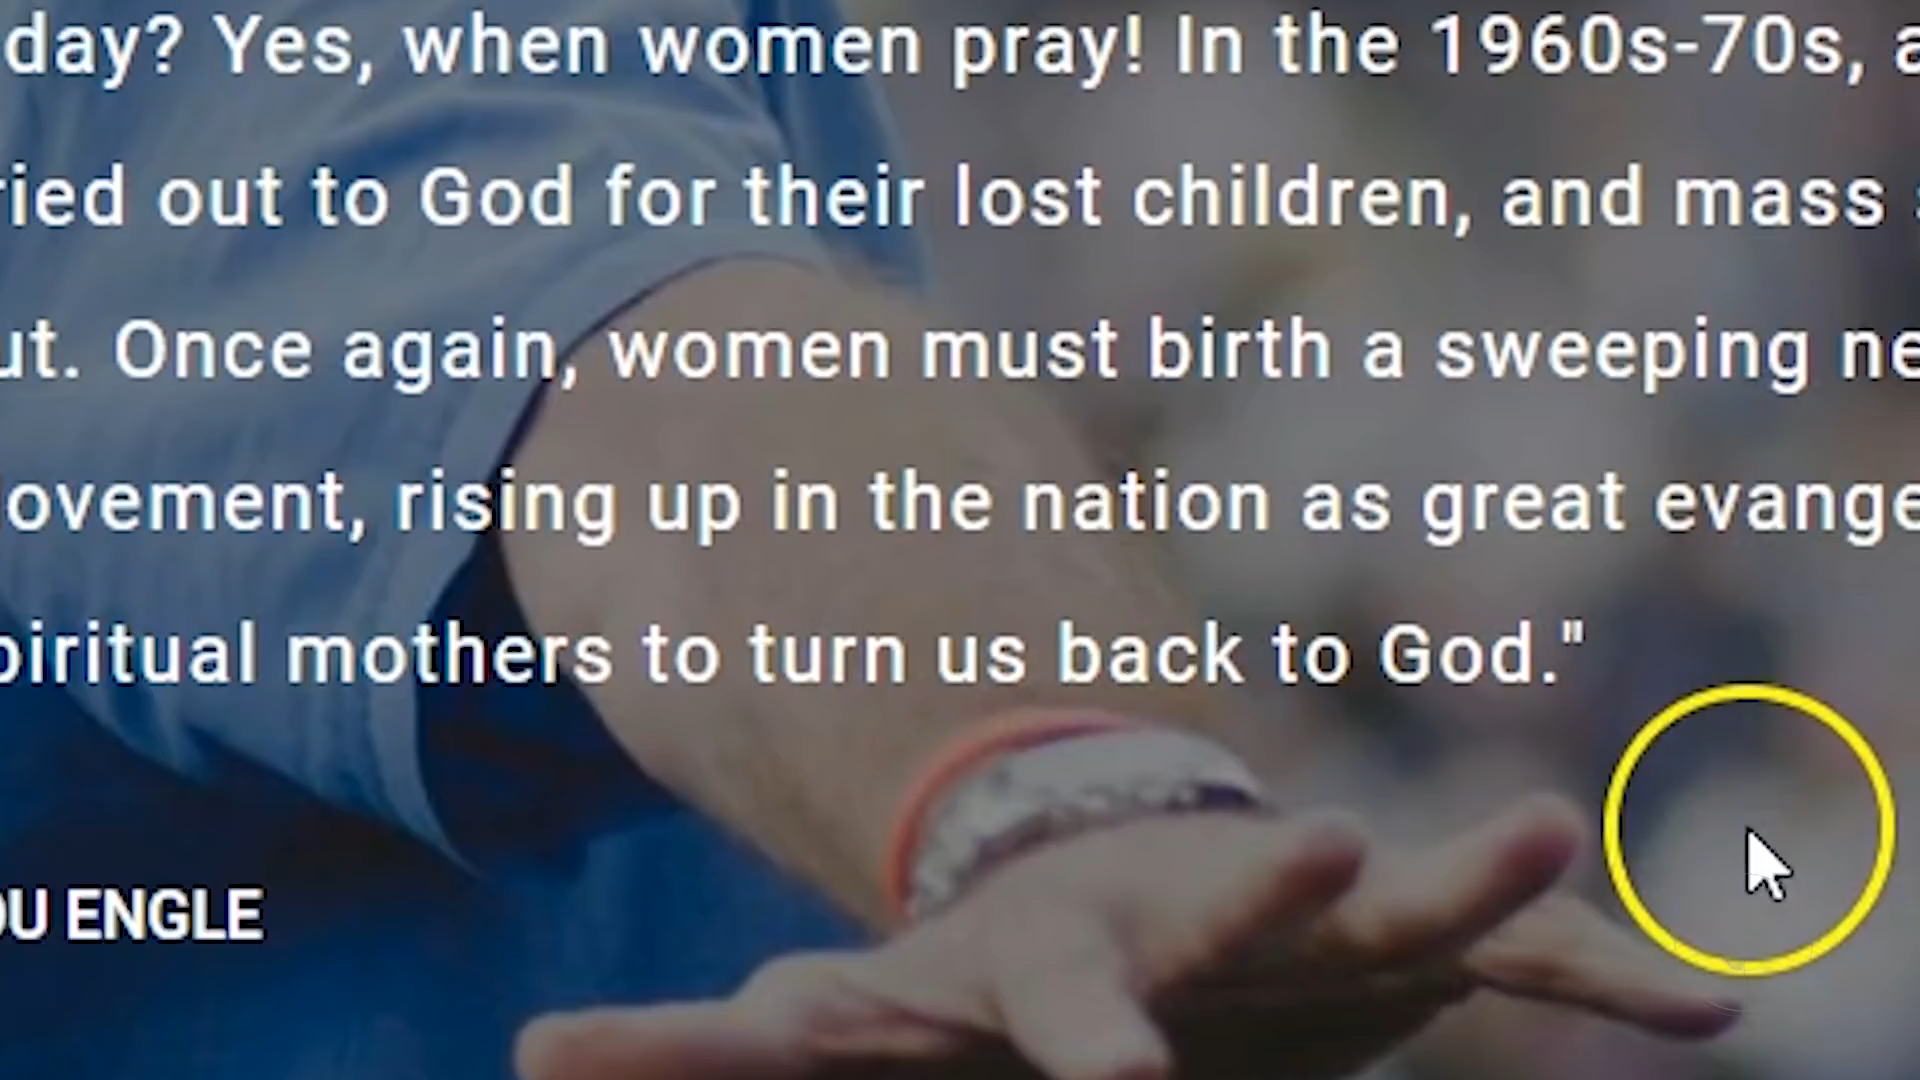 day? Yes, when women pray! In the 1960s-70s, a
ried out to God for their lost children, and mass
ut. Once again, women must birth a sweeping ne
ovement, rising up in the nation as great evange
piritual mothers to turn us back to God."
OU ENGLE